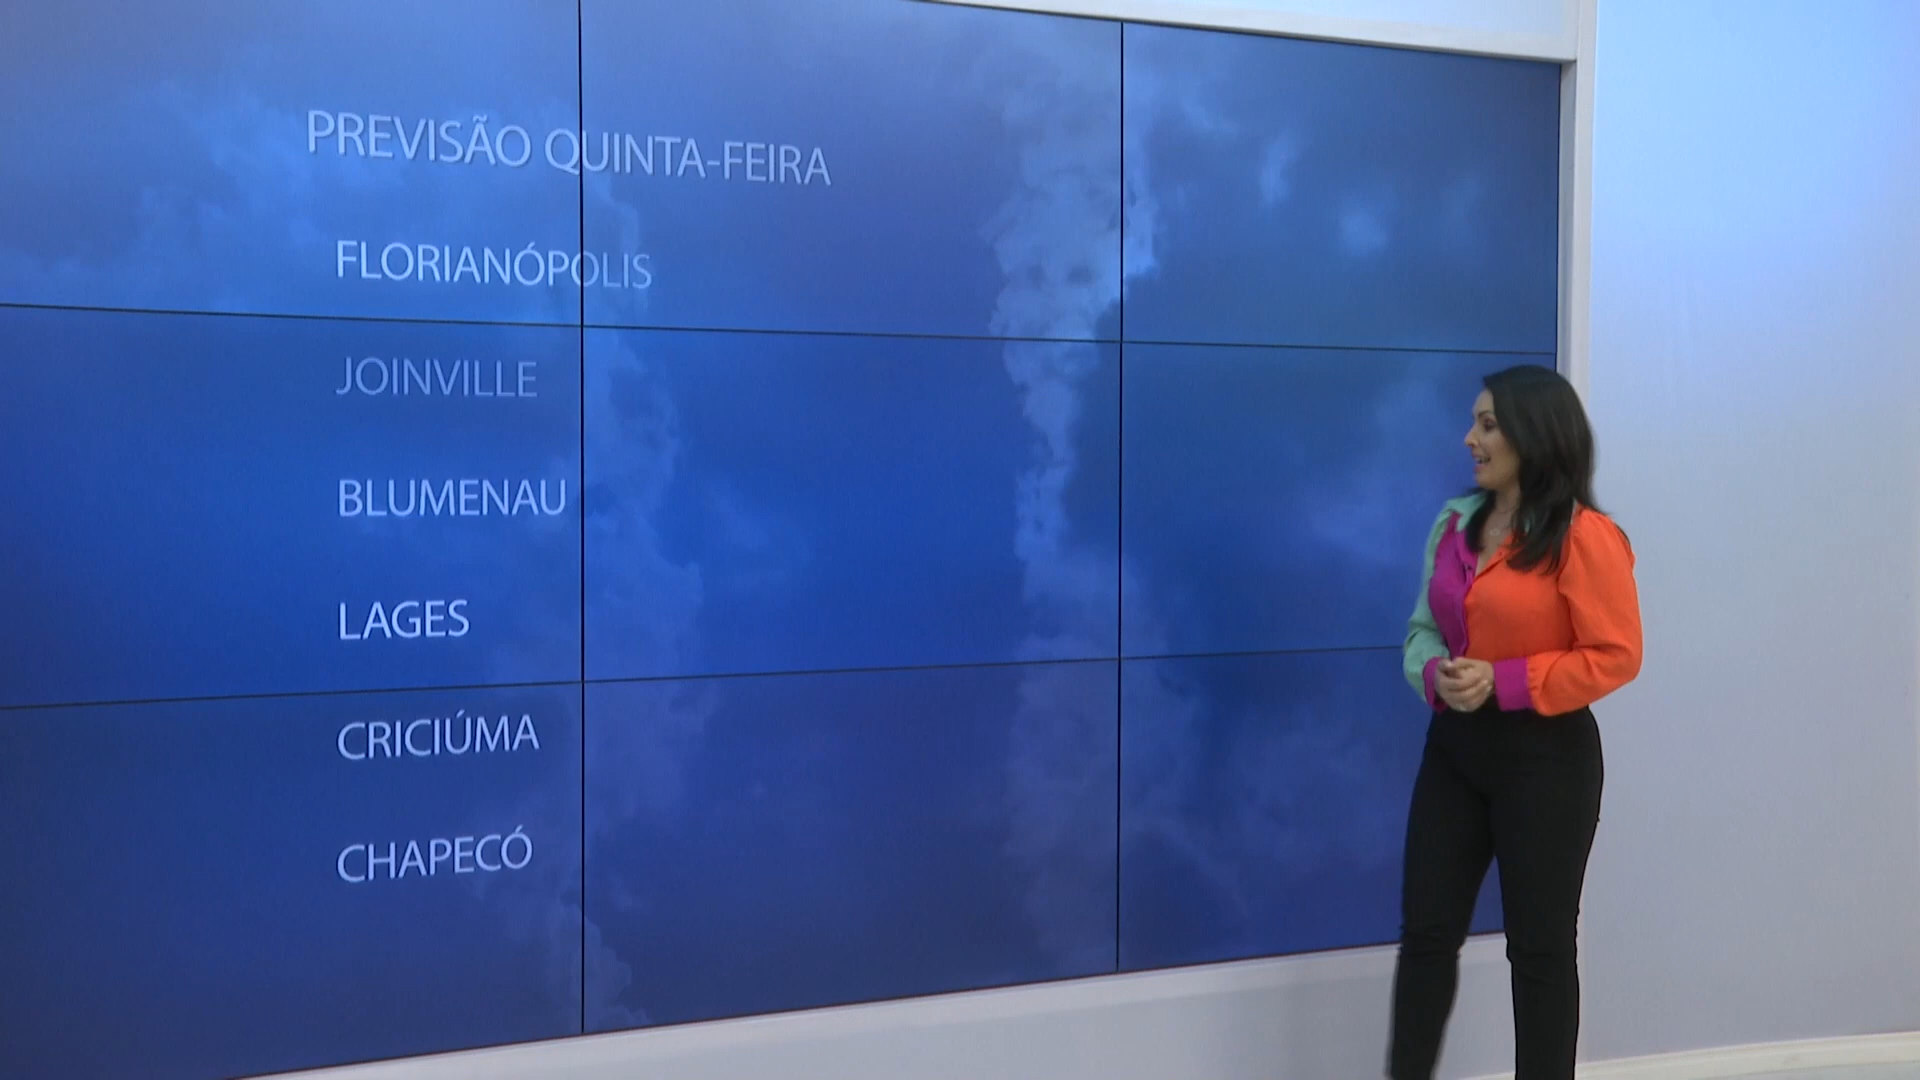 PREVISÃO QUINTA-FEIRA
FLORIANÓPOLIS
JOINVILLE
BLUMENAU
LAGES
CRICIÚMA
CHAPECÓ